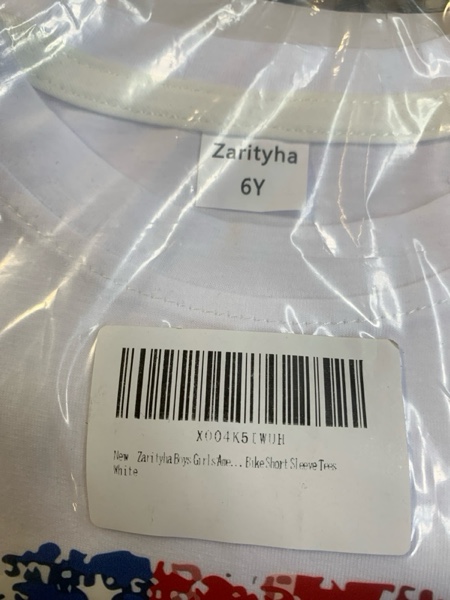 Zarityha
6Y
X004K5IWUH
New Zarityha Boys Girls Ame... Bike Short Sleeve Tees
White